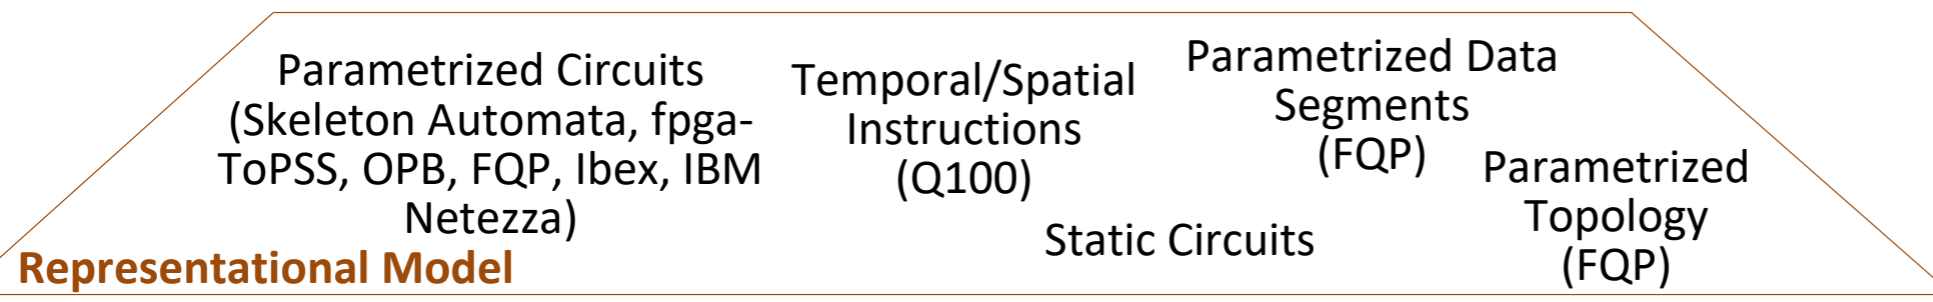 Parametrized Circuits
(Skeleton Automata, fpga-
ToPSS, OPB, FQP, Ibex, IBM
Netezza)
Temporal/Spatial
Instructions
(Q100)
Parametrized Data
Segments
(FQP)
Static Circuits
Parametrized
Topology
(FQP)
Representational Model